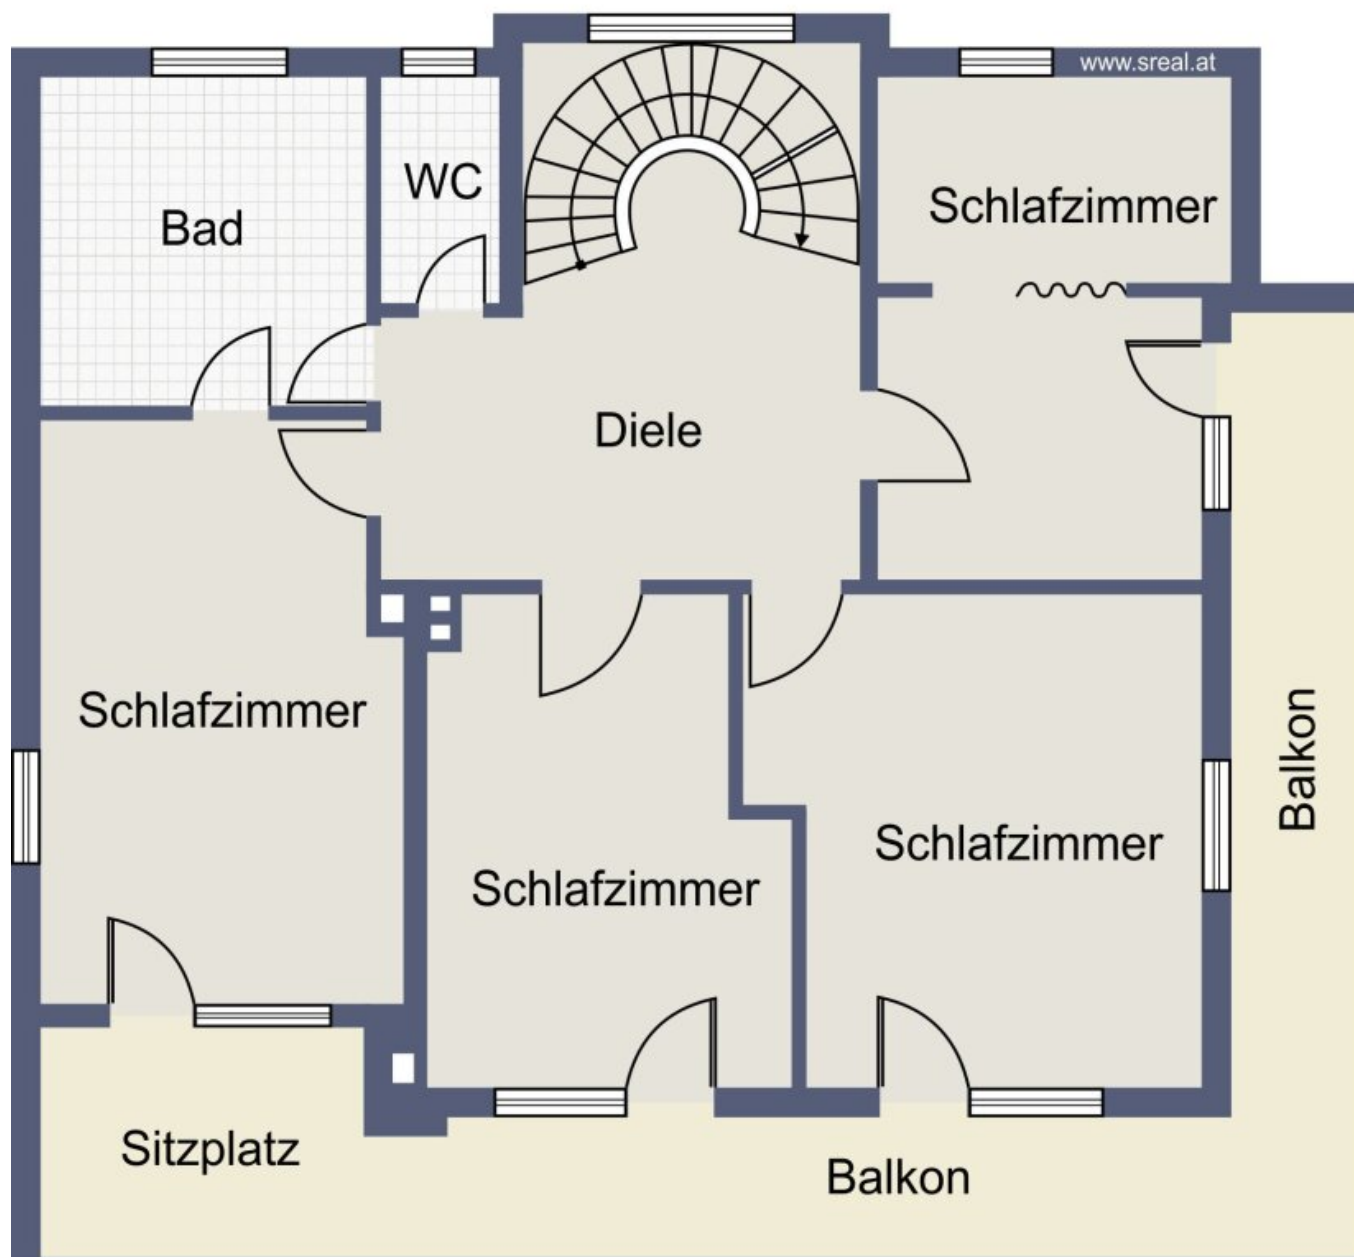 www.sreal.at
WC
Schlafzimmer
Bad
Diele
Schlafzimmer
Balkon
Schlafzimmer
Schlafzimmer
Sitzplatz
Balkon